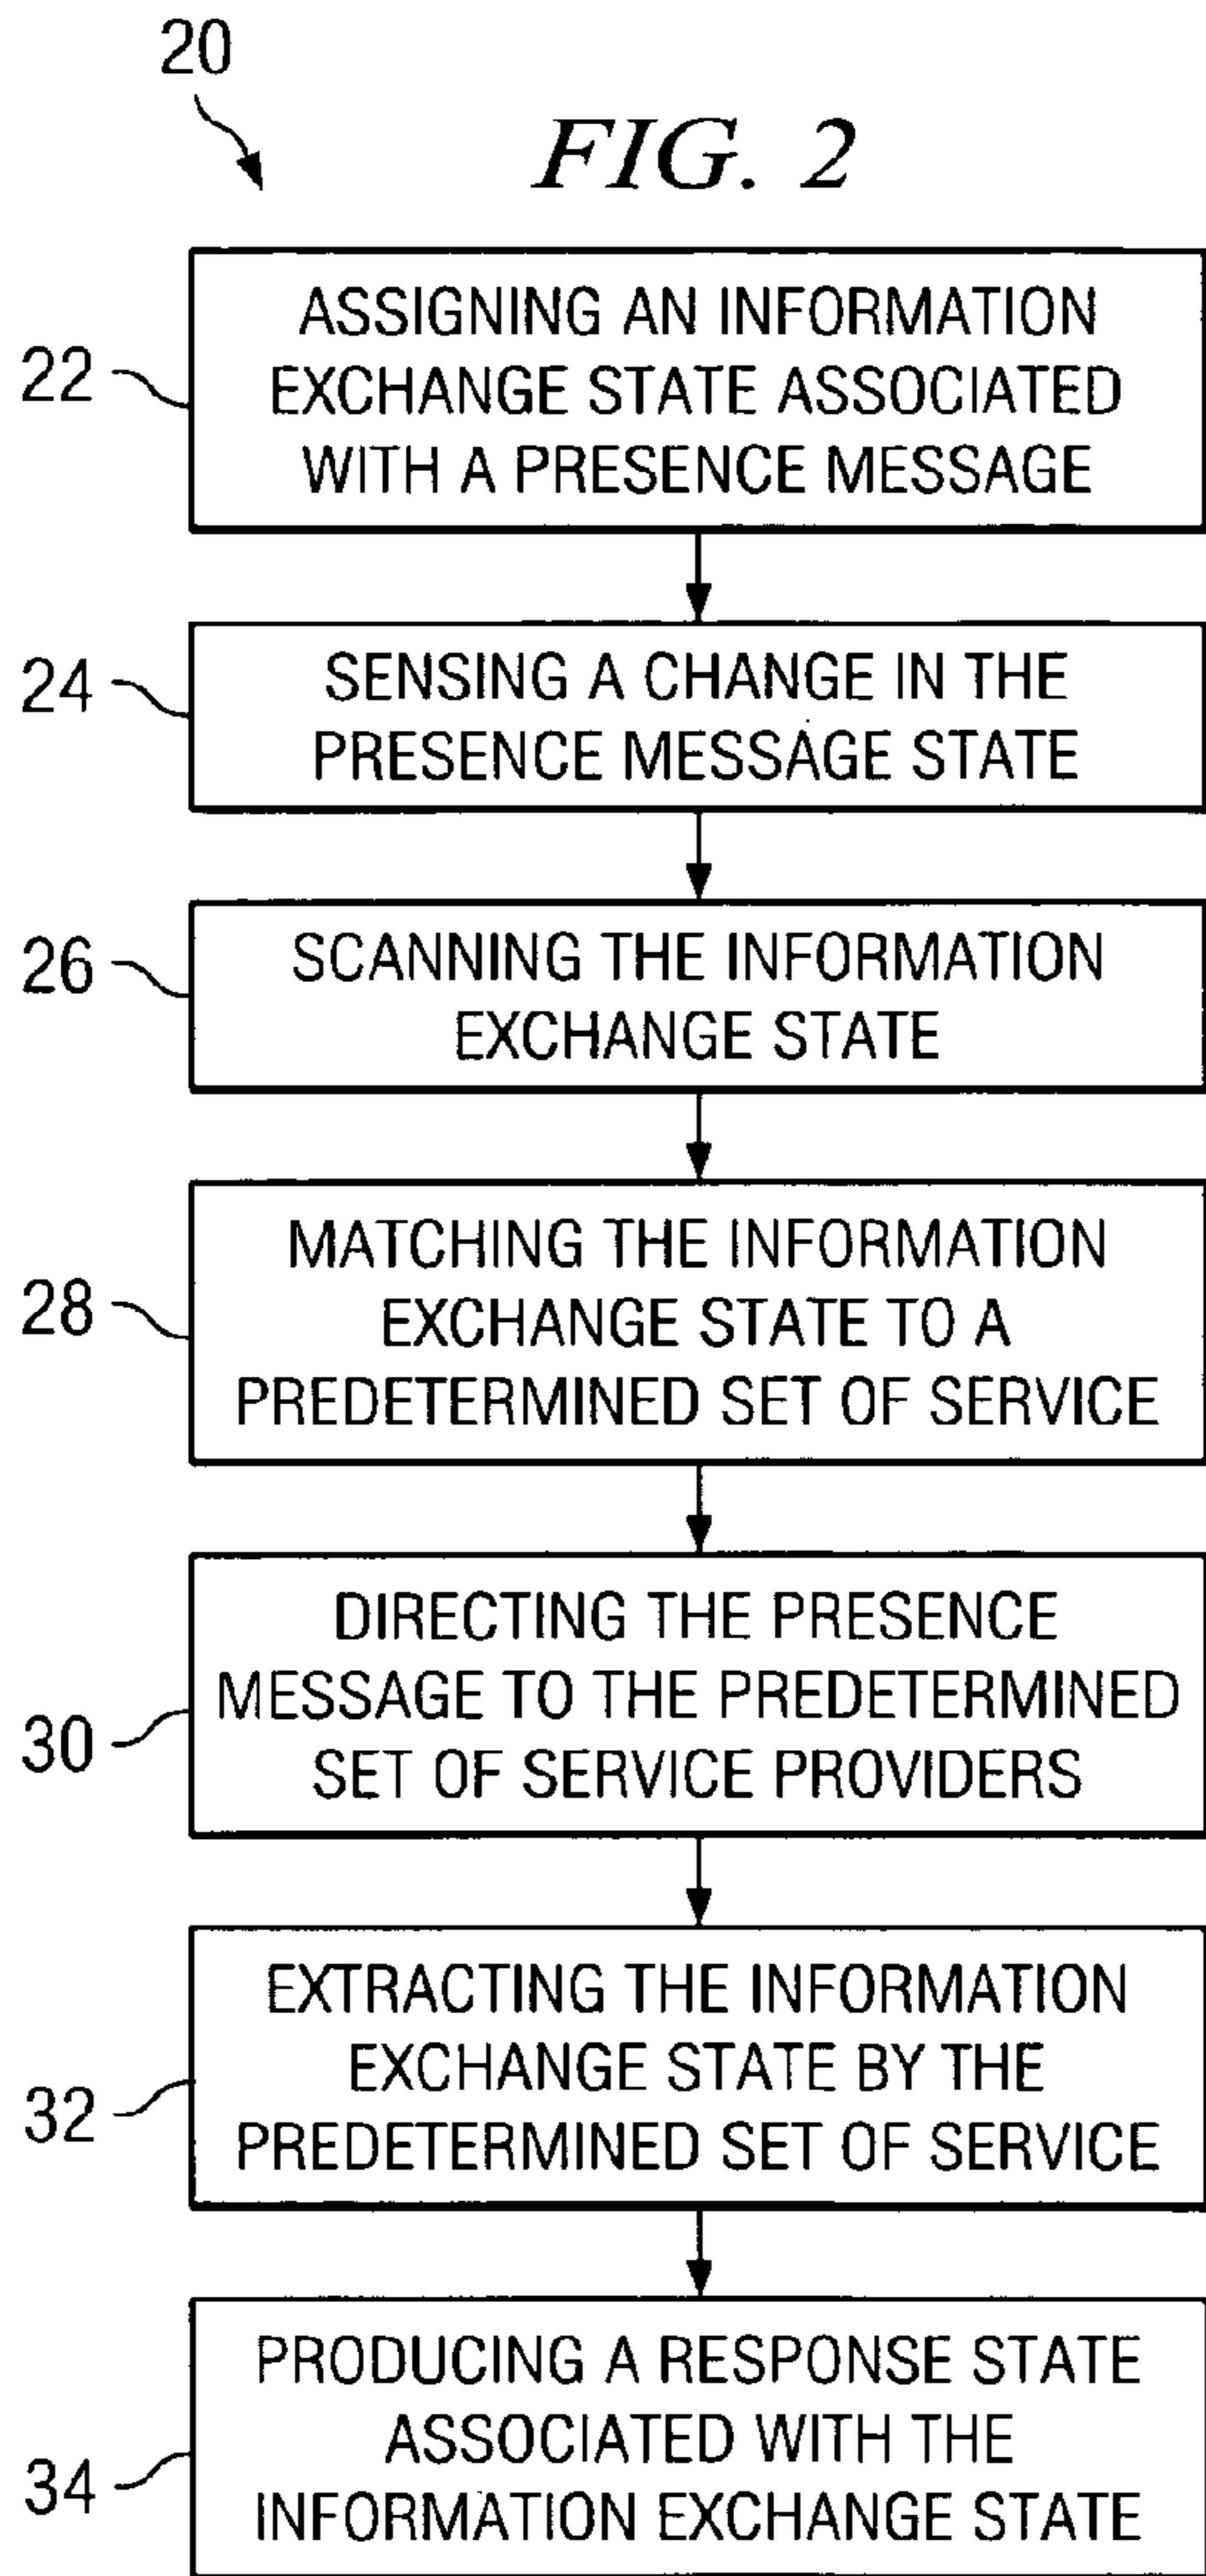 20
FIG. 2
22
ASSIGNING AN INFORMATION
EXCHANGE STATE ASSOCIATED
WITH A PRESENCE MESSAGE
24
SENSING A CHANGE IN THE
PRESENCE MESSAGE STATE
26
SCANNING THE INFORMATION
EXCHANGE STATE
28
MATCHING THE INFORMATION
EXCHANGE STATE TO A
PREDETERMINED SET OF SERVICE
30
DIRECTING THE PRESENCE
MESSAGE TO THE PREDETERMINED
SET OF SERVICE PROVIDERS
32
EXTRACTING THE INFORMATION
EXCHANGE STATE BY THE
PREDETERMINED SET OF SERVICE
34
PRODUCING A RESPONSE STATE
ASSOCIATED WITH THE
INFORMATION EXCHANGE STATE